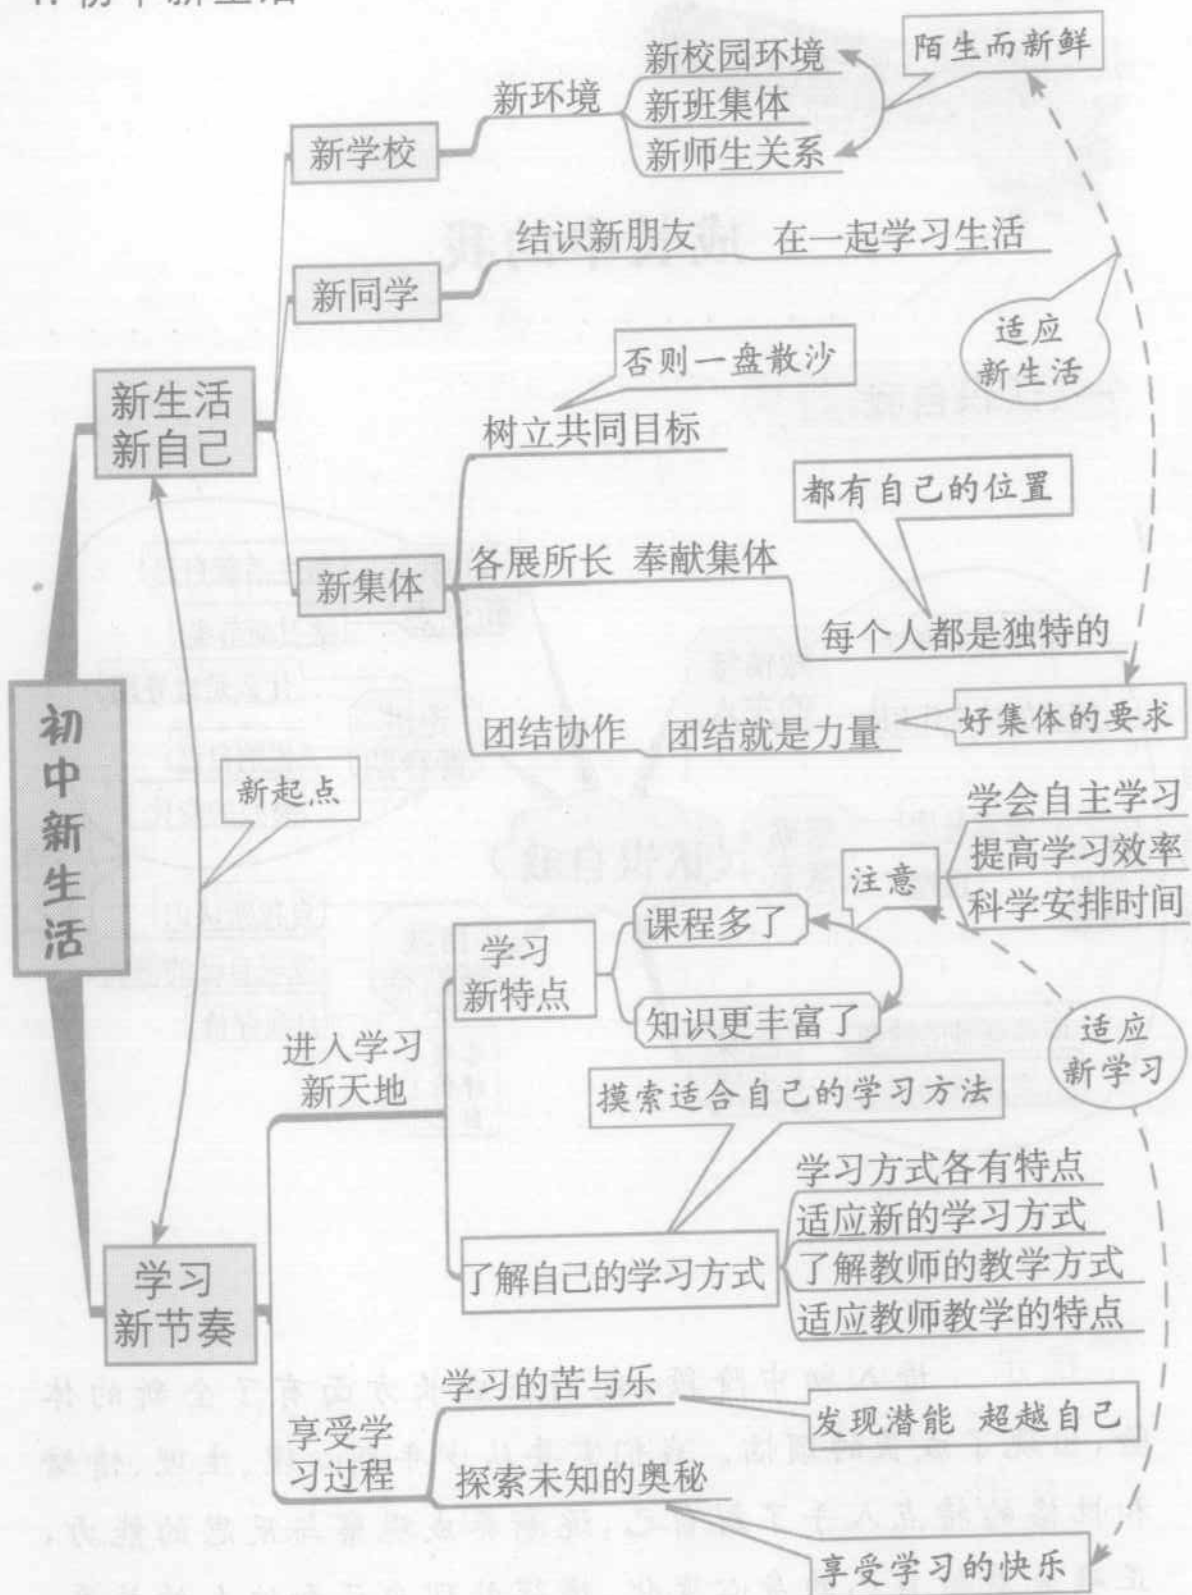 初中新生活
新校园环境
陌生而新鲜
新环境
新班集体
新学校
新师生关系
结识新朋友 在一起学习生活
新同学
适应
新生活
否则一盘散沙
新生活
新自己
树立共同目标
都有自己的位置
各展所长 奉献集体
新集体
每个人都是独特的
团结协作 团结就是力量
好集体的要求
初中新生活
新起点
学会自主学习
提高学习效率
科学安排时间
注意
课程多了
学习
新特点
知识更丰富了
适应
新学习
进入学习
新天地
摸索适合自己的学习方法
学习方式各有特点
适应新的学习方式
了解自己的学习方式
了解教师的教学方式
适应教师教学的特点
学习
新节奏
学习的苦与乐
发现潜能 超越自己
享受学
习过程
探索未知的奥秘
享受学习的快乐